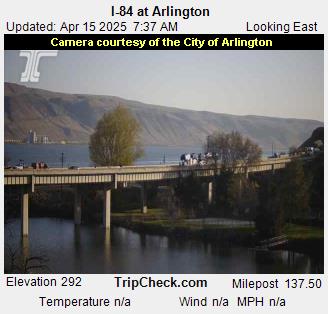 I-84 at Arlington
Updated: Apr 15 2025 7:37 AM Looking East
Camera courtesy of the City of Arlington
Elevation 292 TripCheck.com Milepost 137.50
Temperature n/a Wind n/a MPH n/a